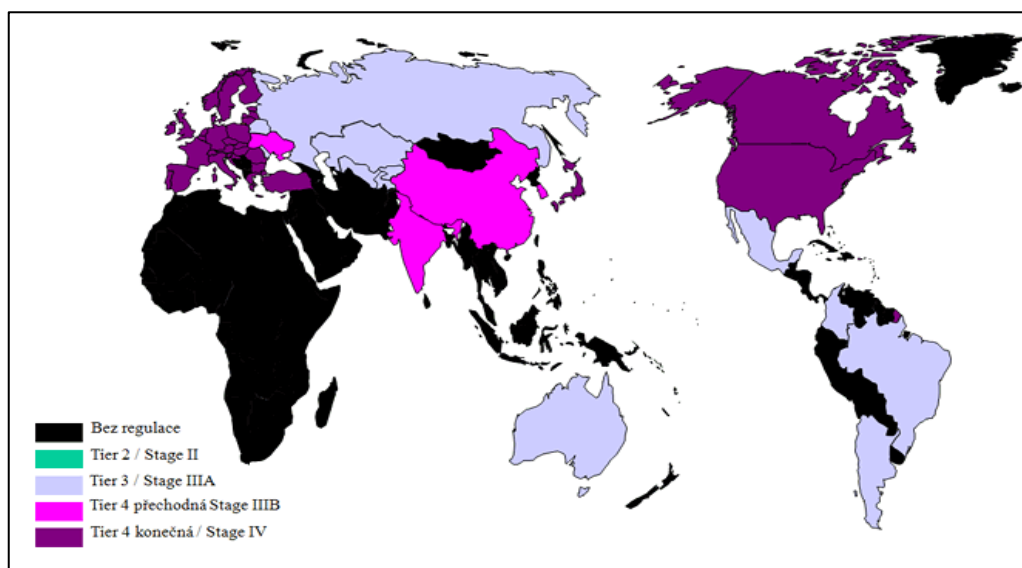 Bez regulace
Tier 2 / Stage II
Tier 3 / Stage IIIA
Tier 4 přechodná Stage IIIB
Tier 4 konečná / Stage IV